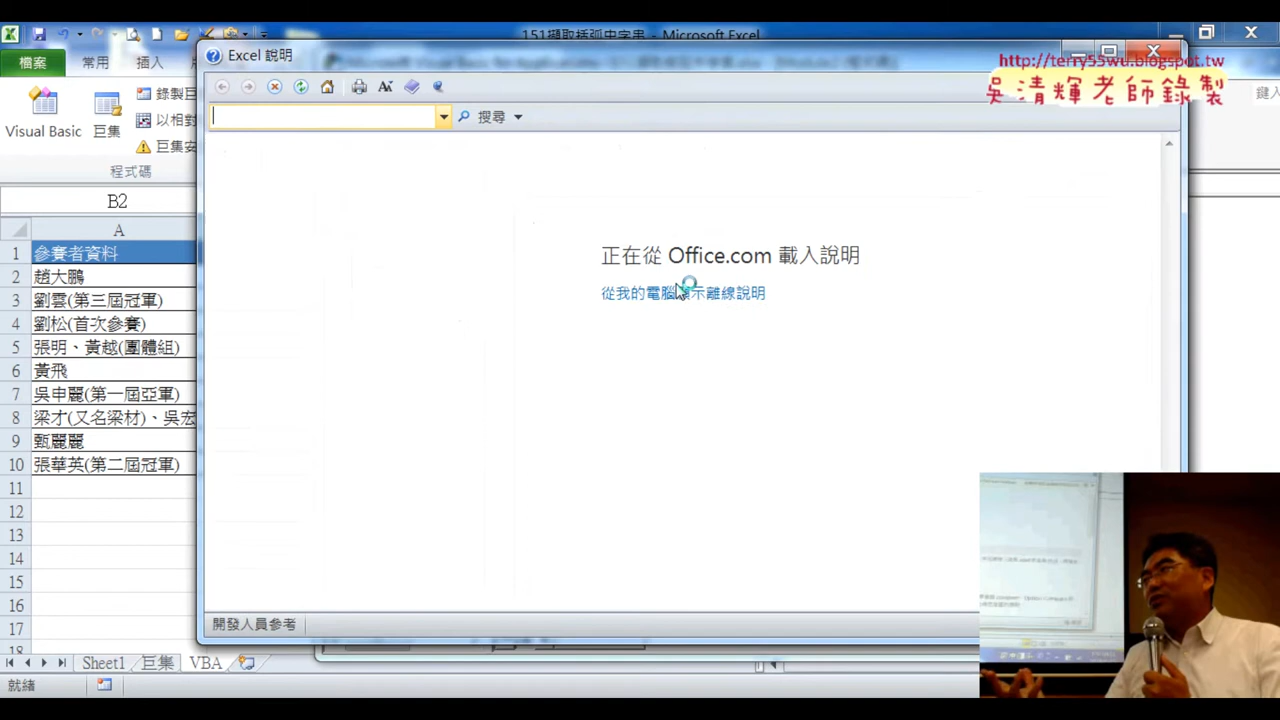 151擷取括弧中字串 - Microsoft Excel
Excel 說明
http://terry55wu.blogspot.tw
吳清輝老師錄製
檔案
常用
插入
鍵入
錄製巨
以相對
巨集安
Visual Basic
巨集
程式碼
搜尋
B2
A
正在從 Office.com 載入說明
從我的電腦顯示離線說明
1 參賽者資料
2 趙大鵬
3 劉雲(第三屆冠軍)
4 劉松(首次參賽)
5 張明、黃越(團體組)
6 黃飛
7 吳申麗(第一屆亞軍)
8 梁才(又名梁材)、吳宏
9 甄麗麗
10 張華英(第二屆冠軍)
11
12
13
14
15
16
17
18
開發人員參考
Sheet1
巨集
VBA
就緒